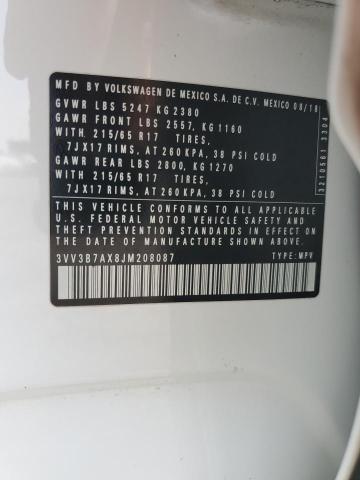 MFD BY VOLKSWAGEN DE MEXICO S.A. DE C.V. MEXICO 08/18
GVWR LBS 5247 KG 2380
GAWR FRONT LBS 2557, KG 1160
WITH 215/65 R17 TIRES,
7JX17 RIMS, AT 260 KPA, 38 PSI COLD
GAWR REAR LBS 2800, KG 1270
WITH 215/65 R17 TIRES,
7JX17 RIMS, AT 260 KPA, 38 PSI COLD
THIS VEHICLE CONFORMS TO ALL APPLICABLE
U.S. FEDERAL MOTOR VEHICLE SAFETY AND
THEFT PREVENTION STANDARDS IN EFFECT
ON THE DATE OF MANUFACTURE SHOWN ABOVE.
3VV3B7AX8JM208087 TYPE: MPV
3210561 3304